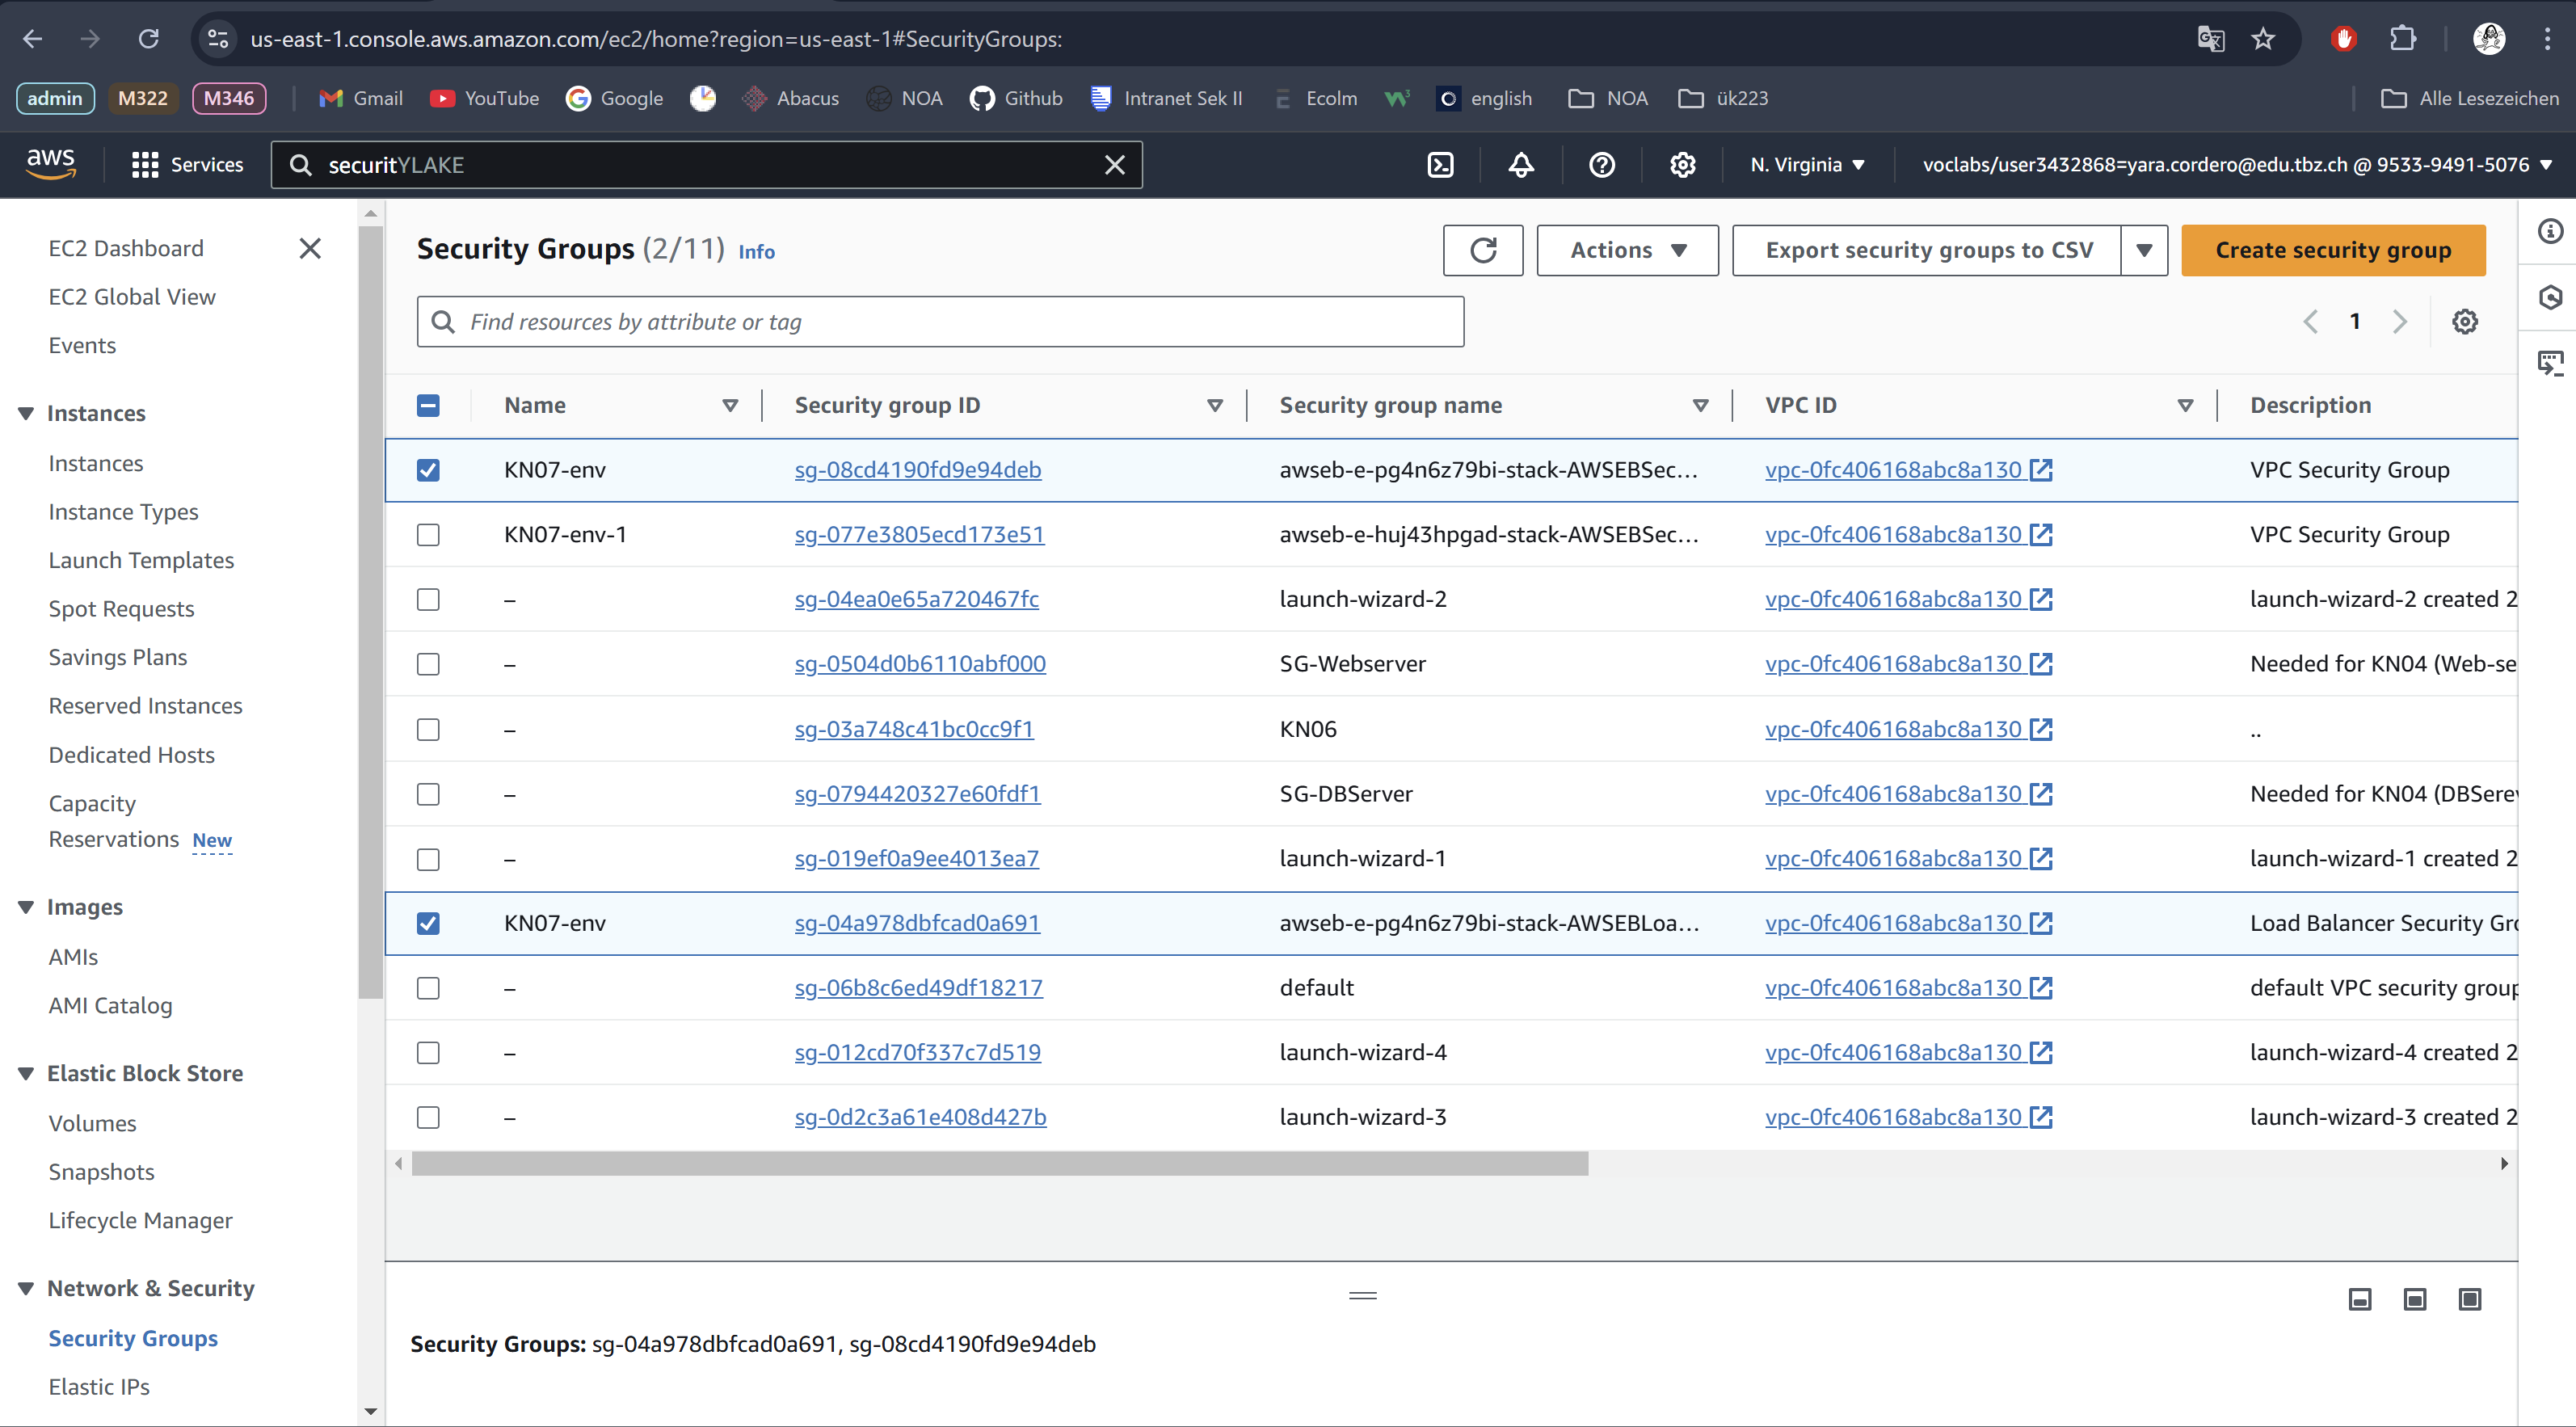 us-east-1.console.aws.amazon.com/ec2/home?region=us-east-1#SecurityGroups:
admin M322 M346 Gmail YouTube Google Abacus NOA Github Intranet Sek II Ecolm english NOA ük223 Alle Lesezeichen
aws Services securitYLAKE N. Virginia voclabs/user3432868=yara.cordero@edu.tbz.ch @ 9533-9491-5076
EC2 Dashboard
EC2 Global View
Events
Instances
Instances
Instance Types
Launch Templates
Spot Requests
Savings Plans
Reserved Instances
Dedicated Hosts
Capacity
Reservations New
Images
AMIs
AMI Catalog
Elastic Block Store
Volumes
Snapshots
Lifecycle Manager
Network & Security
Security Groups
Elastic IPs
Security Groups (2/11) Info Actions Export security groups to CSV Create security group
Find resources by attribute or tag 1
Name Security group ID Security group name VPC ID Description
KN07-env sg-08cd4190fd9e94deb awseb-e-pg4n6z79bi-stack-AWSEBSec... vpc-0fc406168abc8a130 VPC Security Group
KN07-env-1 sg-077e3805ecd173e51 awseb-e-huj43hpgad-stack-AWSEBSec... vpc-0fc406168abc8a130 VPC Security Group
– sg-04ea0e65a720467fc launch-wizard-2 vpc-0fc406168abc8a130 launch-wizard-2 created 2
– sg-0504d0b6110abf000 SG-Webserver vpc-0fc406168abc8a130 Needed for KN04 (Web-se
– sg-03a748c41bc0cc9f1 KN06 vpc-0fc406168abc8a130 ..
– sg-0794420327e60fdf1 SG-DBServer vpc-0fc406168abc8a130 Needed for KN04 (DBSerev
– sg-019ef0a9ee4013ea7 launch-wizard-1 vpc-0fc406168abc8a130 launch-wizard-1 created 2
KN07-env sg-04a978dbfcad0a691 awseb-e-pg4n6z79bi-stack-AWSEBLoa... vpc-0fc406168abc8a130 Load Balancer Security Gro
– sg-06b8c6ed49df18217 default vpc-0fc406168abc8a130 default VPC security group
– sg-012cd70f337c7d519 launch-wizard-4 vpc-0fc406168abc8a130 launch-wizard-4 created 2
– sg-0d2c3a61e408d427b launch-wizard-3 vpc-0fc406168abc8a130 launch-wizard-3 created 2
Security Groups: sg-04a978dbfcad0a691, sg-08cd4190fd9e94deb